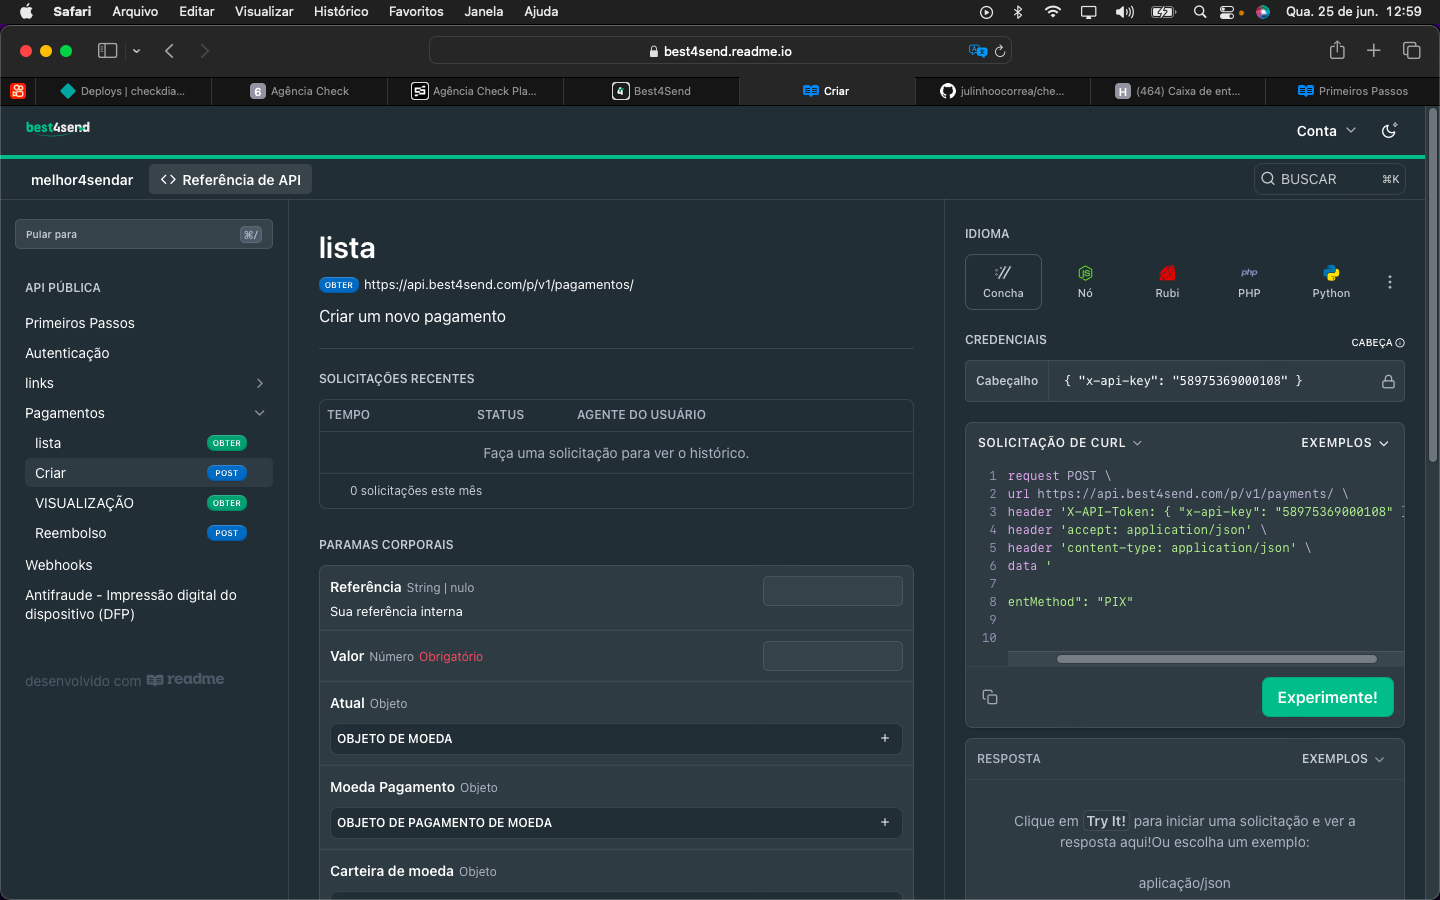 Safari Arquivo Editar Visualizar Histórico Favoritos Janela Ajuda Qua. 25 de jun. 12:59
best4send.readme.io
Deploys | checkdia...
6 Agência Check
Agência Check Pla...
4 Best4Send
Criar
julinhoocorrea/che...
H (464) Caixa de ent...
Primeiros Passos
best4send
Conta
melhor4sendar
<> Referência de API
BUSCAR ⌘K
Pular para ⌘/
API PÚBLICA
Primeiros Passos
Autenticação
links
Pagamentos
lista OBTER
Criar POST
VISUALIZAÇÃO OBTER
Reembolso POST
Webhooks
Antifraude - Impressão digital do
dispositivo (DFP)
desenvolvido com readme
lista
OBTER https://api.best4send.com/p/v1/pagamentos/
Criar um novo pagamento
SOLICITAÇÕES RECENTES
TEMPO STATUS AGENTE DO USUÁRIO
Faça uma solicitação para ver o histórico.
0 solicitações este mês
PARAMAS CORPORAIS
Referência String | nulo
Sua referência interna
Valor Número Obrigatório
Atual Objeto
OBJETO DE MOEDA +
Moeda Pagamento Objeto
OBJETO DE PAGAMENTO DE MOEDA +
Carteira de moeda Objeto
IDIOMA
Concha
Nó
Rubi
php
PHP
Python
CREDENCIAIS CABEÇA
Cabeçalho { "x-api-key": "58975369000108" }
SOLICITAÇÃO DE CURL EXEMPLOS
1 request POST \
2 url https://api.best4send.com/p/v1/payments/ \
3 header 'X-API-Token: { "x-api-key": "58975369000108" }
4 header 'accept: application/json' \
5 header 'content-type: application/json' \
6 data '
7
8 entMethod": "PIX"
9
10
Experimente!
RESPOSTA EXEMPLOS
Clique em Try It! para iniciar uma solicitação e ver a
resposta aqui!Ou escolha um exemplo:
aplicação/json